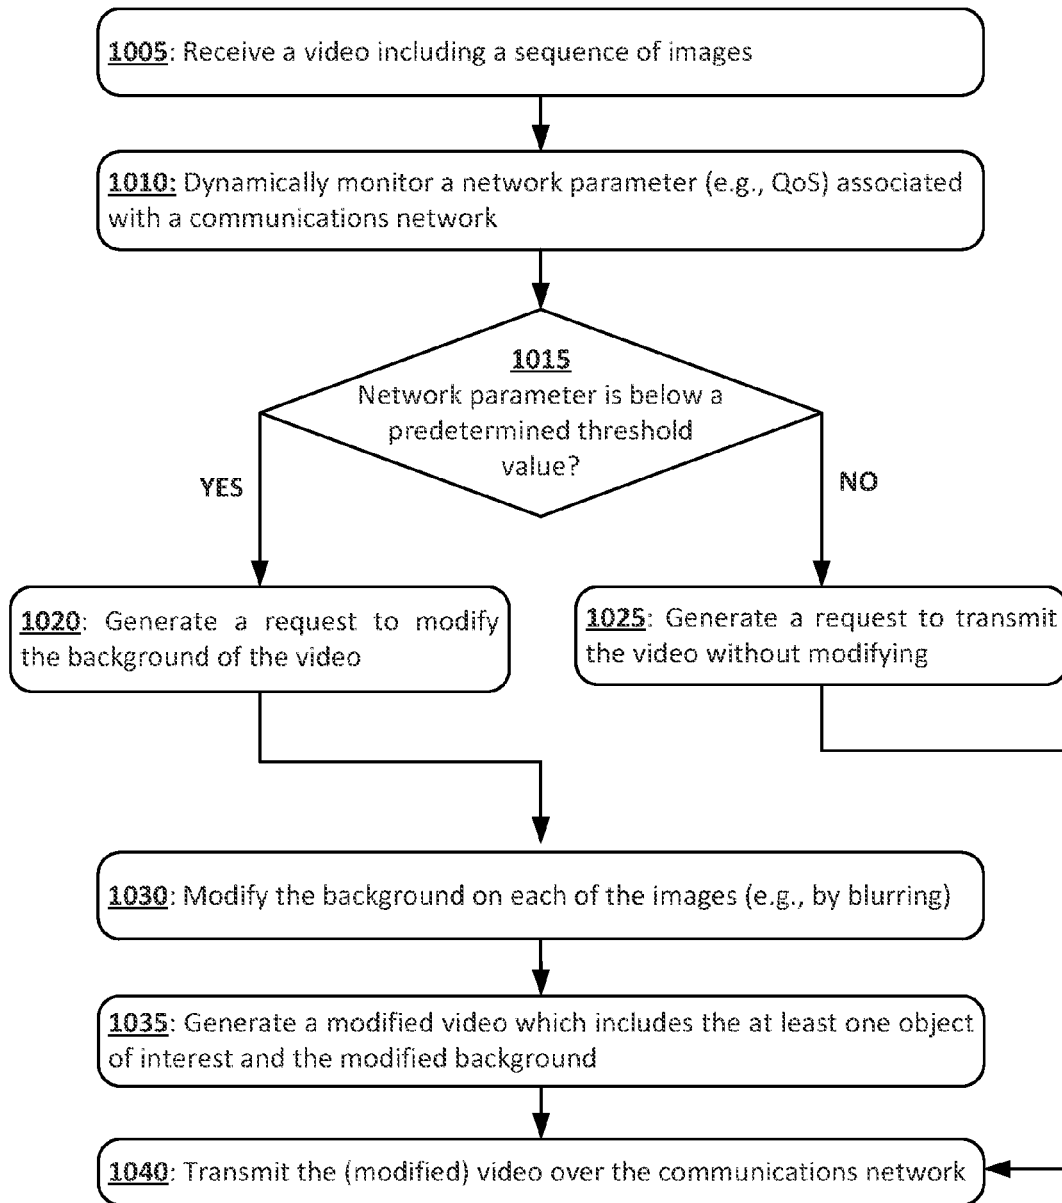 1005: Receive a video including a sequence of images
1010: Dynamically monitor a network parameter (e.g., QoS) associated
with a communications network
1015
Network parameter is below a
predetermined threshold
value?
YES
NO
1020: Generate a request to modify
the background of the video
1025: Generate a request to transmit
the video without modifying
1030: Modify the background on each of the images (e.g., by blurring)
1035: Generate a modified video which includes the at least one object
of interest and the modified background
1040: Transmit the (modified) video over the communications network